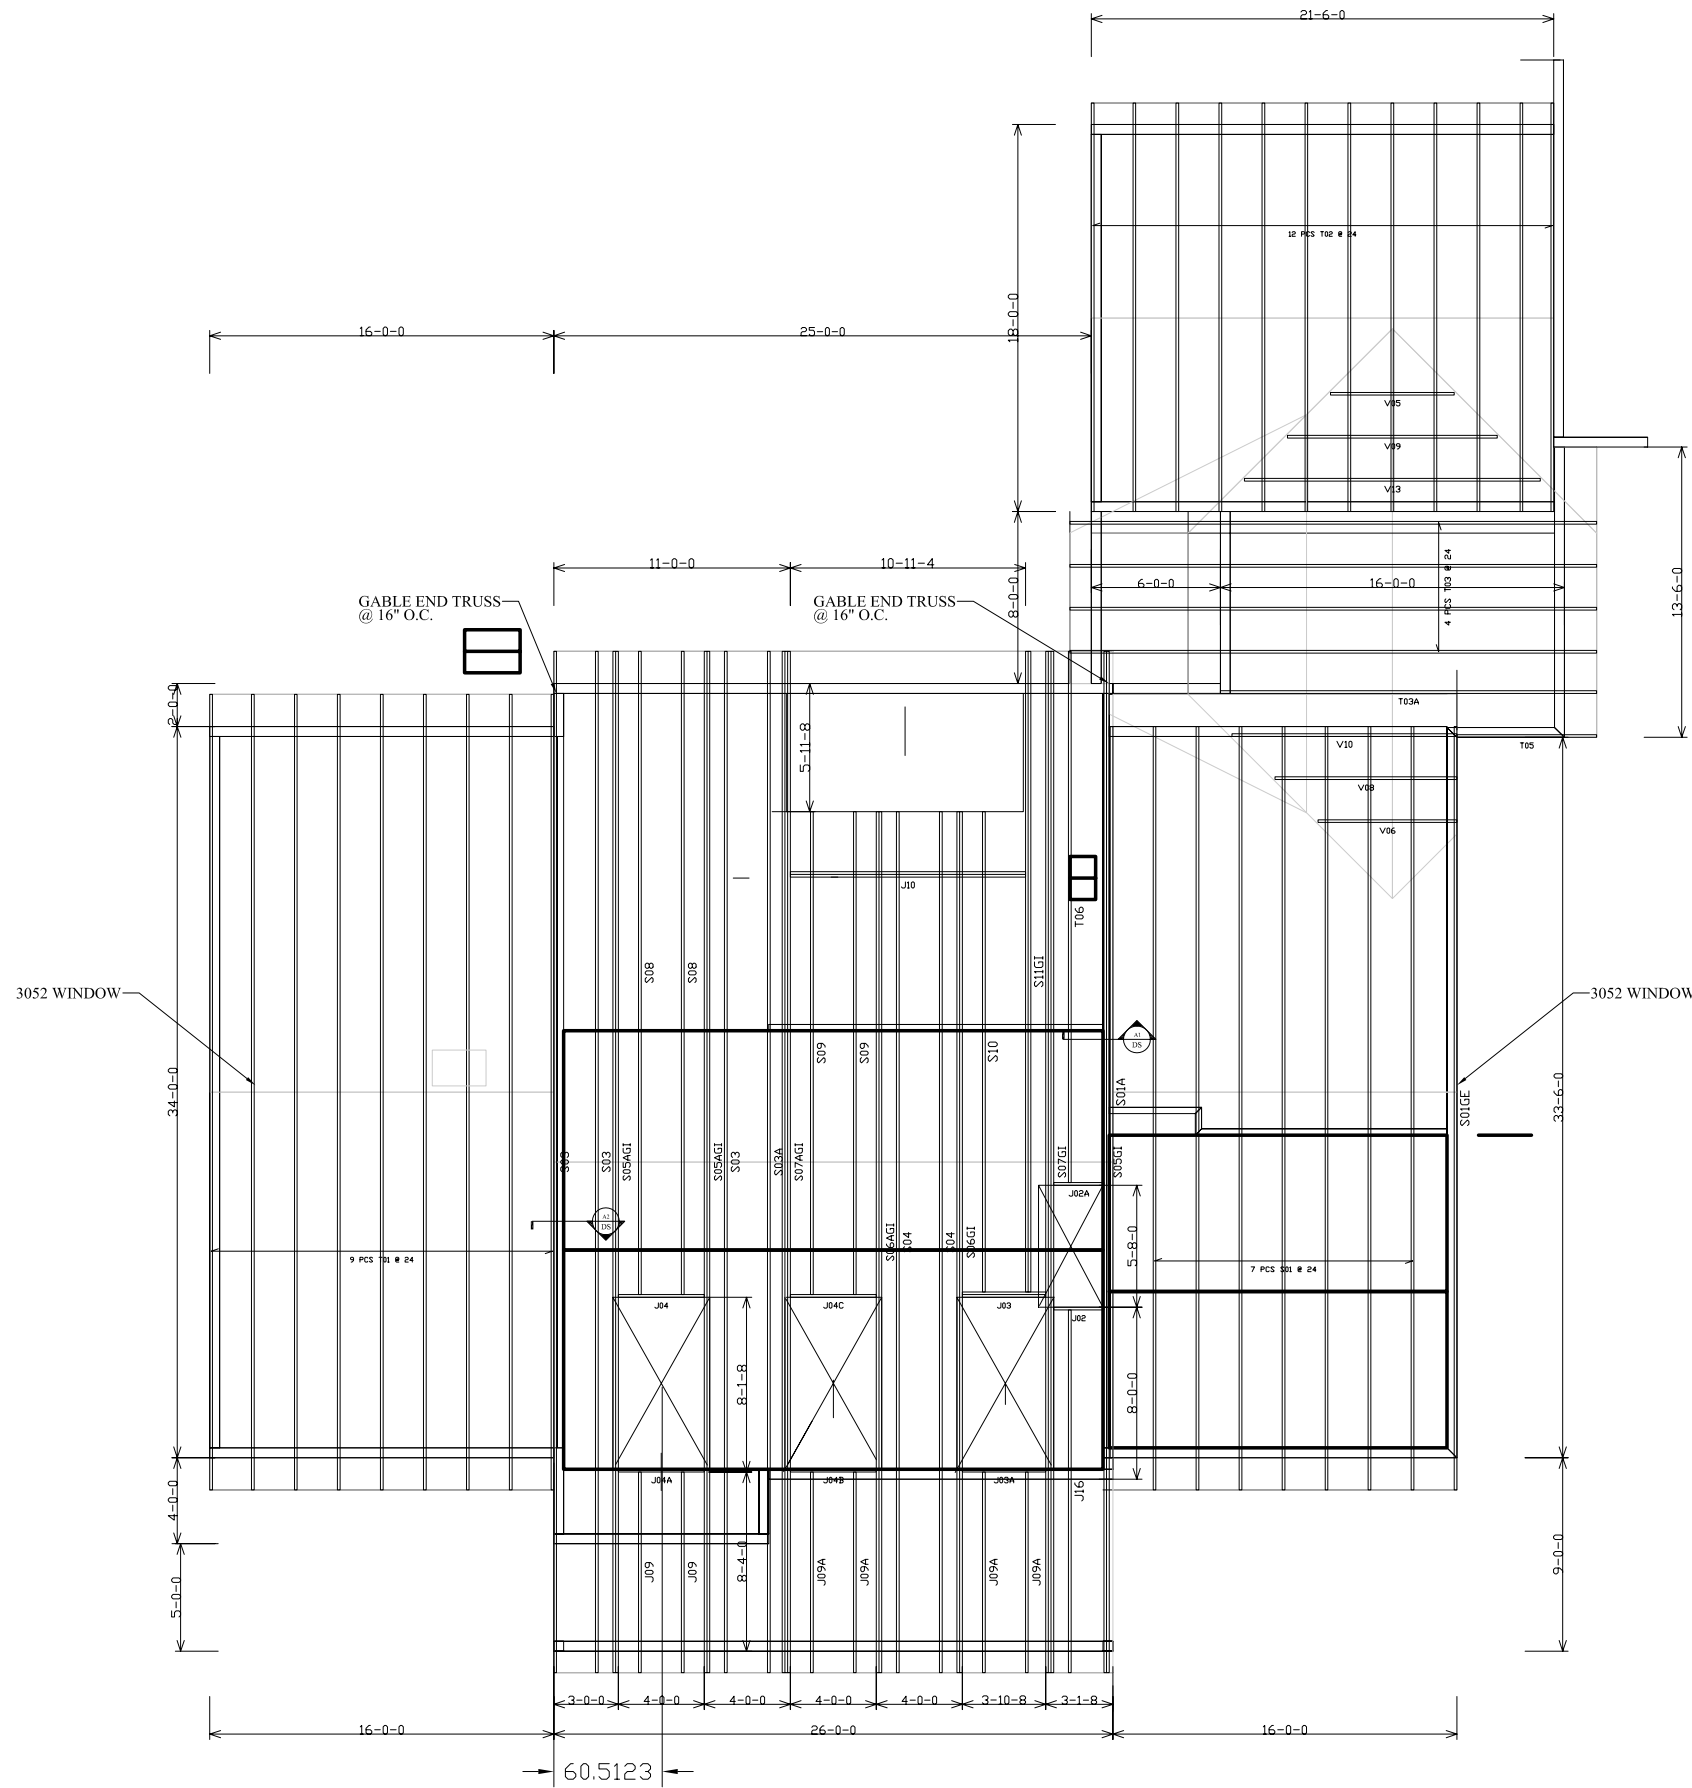 21-6-0
12 PCS T02 @ 24
18-0-0
16-0-0
25-0-0
V05
V09
V13
11-0-0
10-11-4
8-0-0
6-0-0
16-0-0
4 PCS T03 @ 24
13-6-0
GABLE END TRUSS
@ 16" O.C.
GABLE END TRUSS
@ 16" O.C.
2-0-0
T03A
5-11-8
V10
T05
V08
V06
J10
T06
S08
S08
S11GI
3052 WINDOW
3052 WINDOW
A1
DS
S09
S09
S10
34-0-0
S01A
S01GE
33-6-0
S03
S03
S05AGI
S05AGI
S03
S03A
S07AGI
S07GI
S05GI
J02A
A2
DS
S06AGI
S04
S04
S06GI
5-8-0
9 PCS T01 @ 24
7 PCS S01 @ 24
J04
J04C
J03
J02
8-1-8
8-0-0
J04A
J04B
J03A
J16
4-0-0
J09
J09
8-4-0
J09A
J09A
J09A
J09A
5-0-0
9-0-0
3-0-0
4-0-0
4-0-0
4-0-0
4-0-0
3-10-8
3-1-8
16-0-0
26-0-0
16-0-0
60.5123